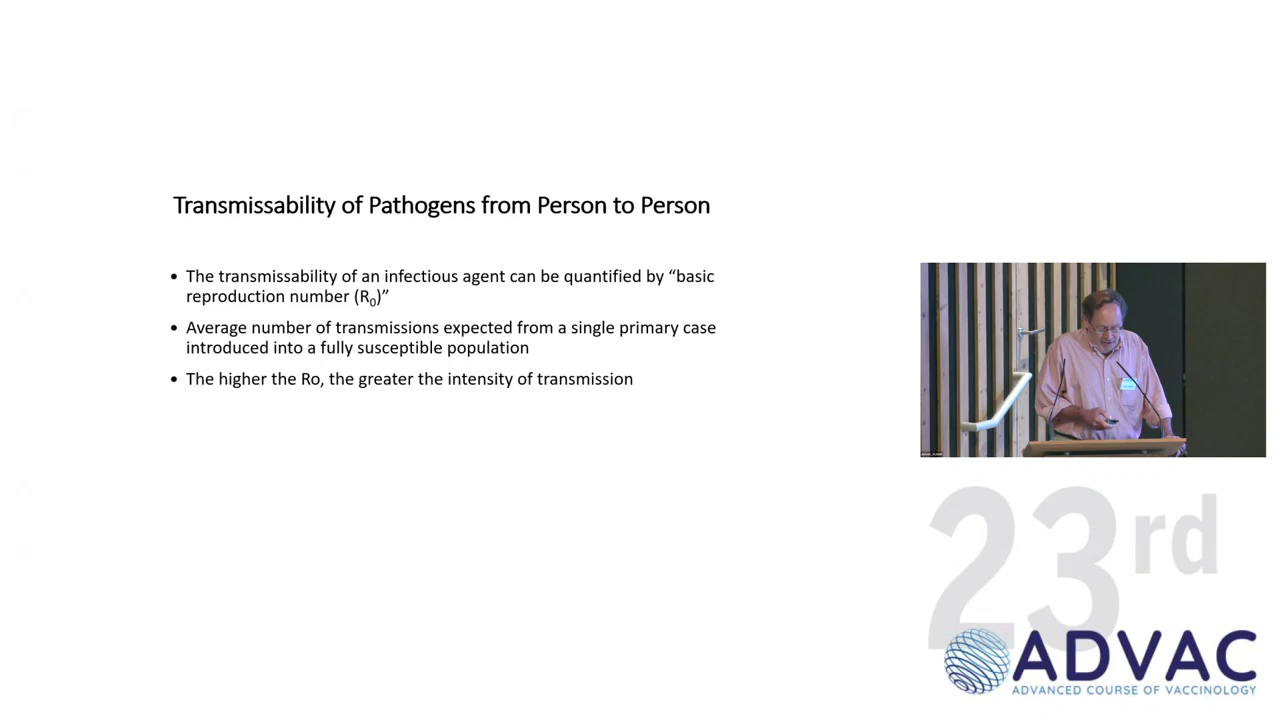 Transmissability of Pathogens from Person to Person
• The transmissability of an infectious agent can be quantified by “basic
reproduction number (R₀)”
• Average number of transmissions expected from a single primary case
introduced into a fully susceptible population
• The higher the Ro, the greater the intensity of transmission
23rd
ADVAC
ADVANCED COURSE OF VACCINOLOGY